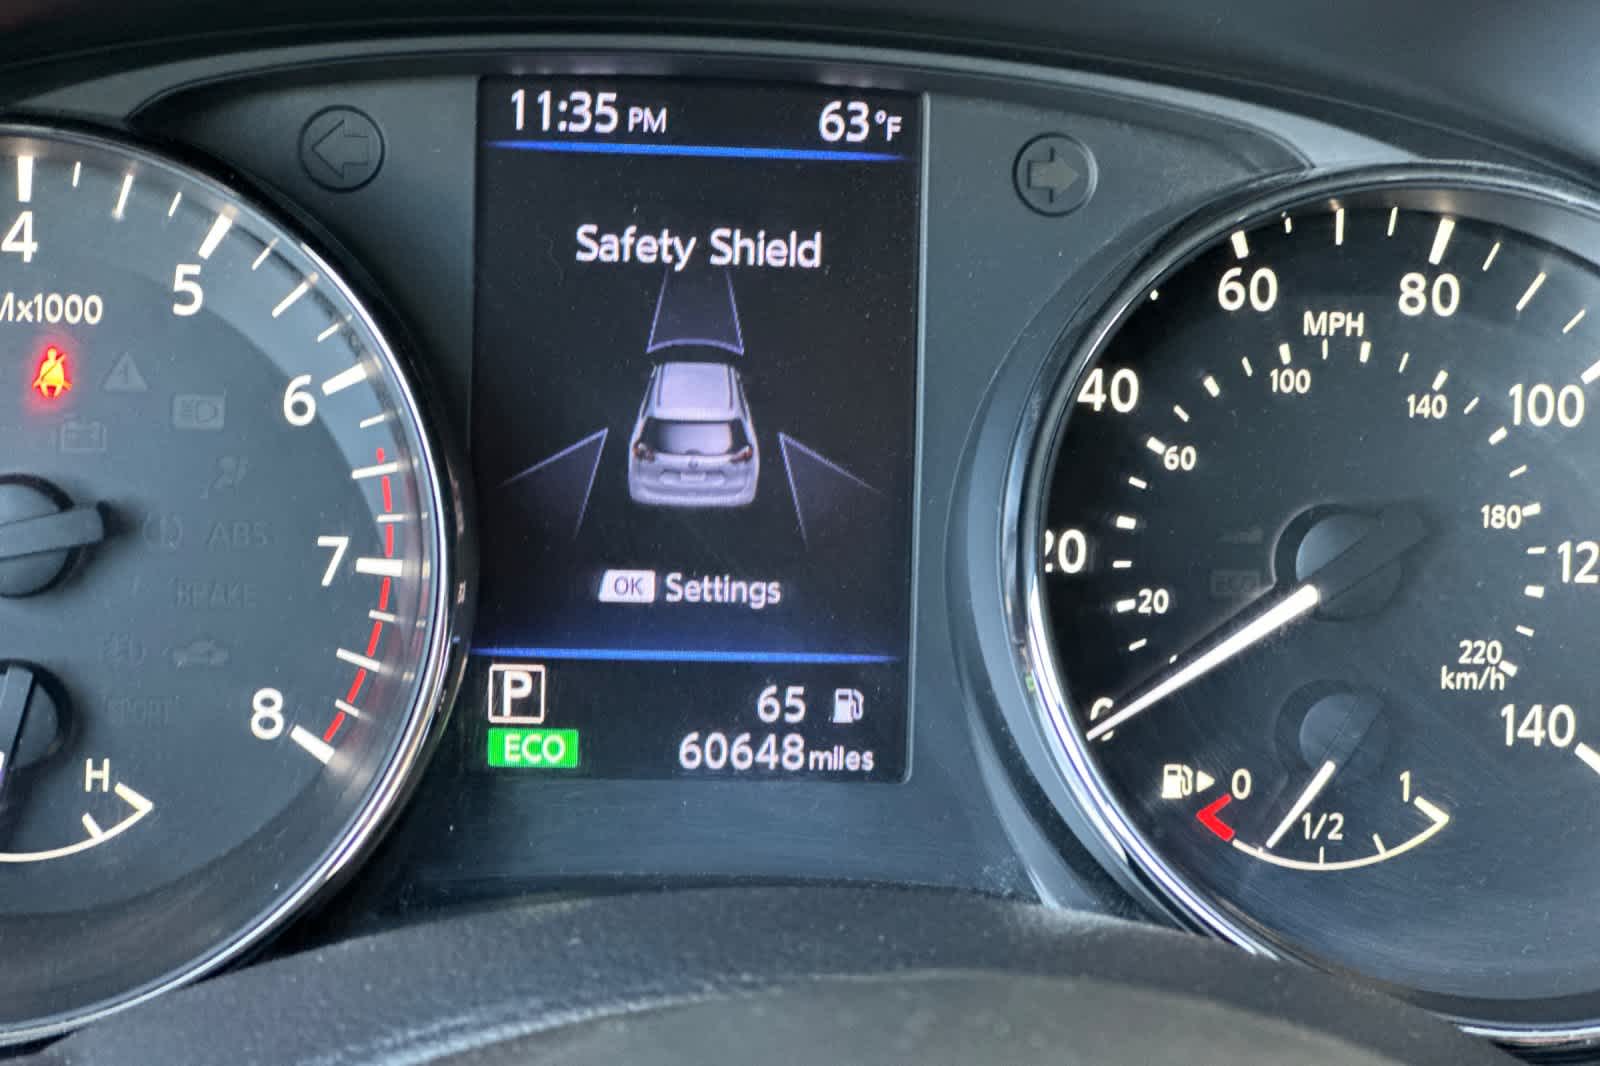 11:35 PM 63°F
Safety Shield
OK Settings
P 65
ECO 60648 miles
4
5
x1000
6
7
8
ABS
BRAKE
H
60 80
MPH
40 100 140 100
60
20 180
20
220
km/h
140
0 1/2 1